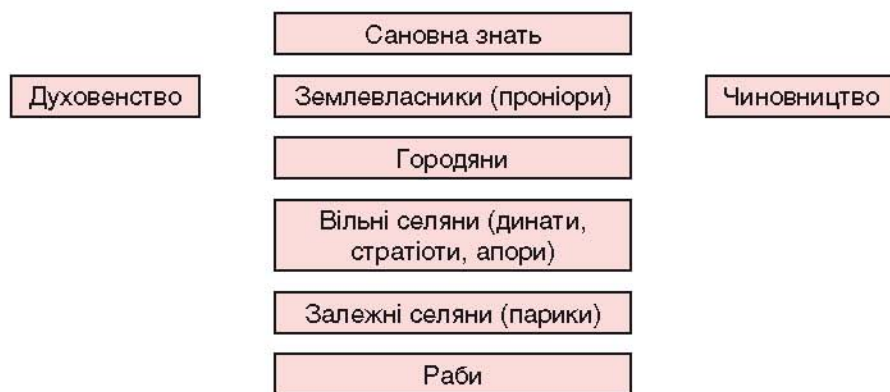 Сановна знать
Духовенство
Землевласники (проніори)
Чиновництво
Городяни
Вільні селяни (динати,
стратіоти, апори)
Залежні селяни (парики)
Раби